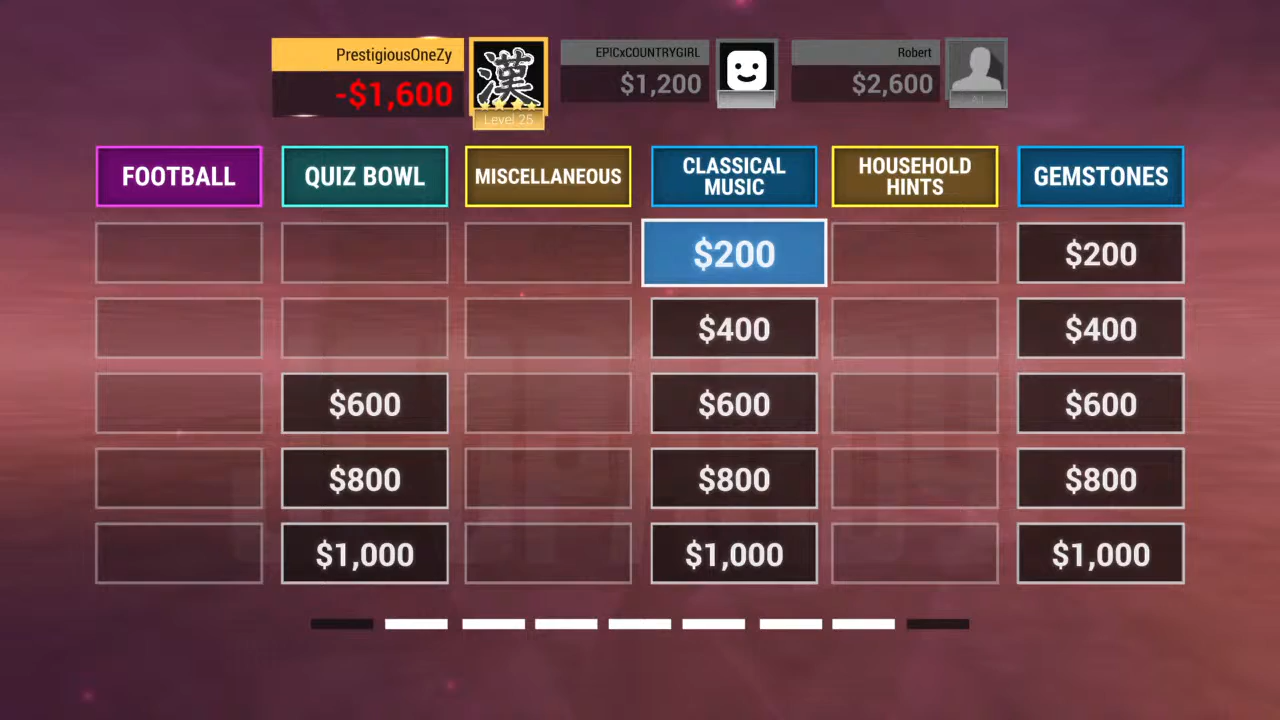 PrestigiousOneZy
-$1,600
漢
Level 25
EPICxCOUNTRYGIRL
$1,200
Robert
$2,600
A.I.
FOOTBALL
QUIZ BOWL
MISCELLANEOUS
CLASSICAL
MUSIC
HOUSEHOLD
HINTS
GEMSTONES
$200
$200
$400
$400
$600
$600
$600
$800
$800
$800
$1,000
$1,000
$1,000